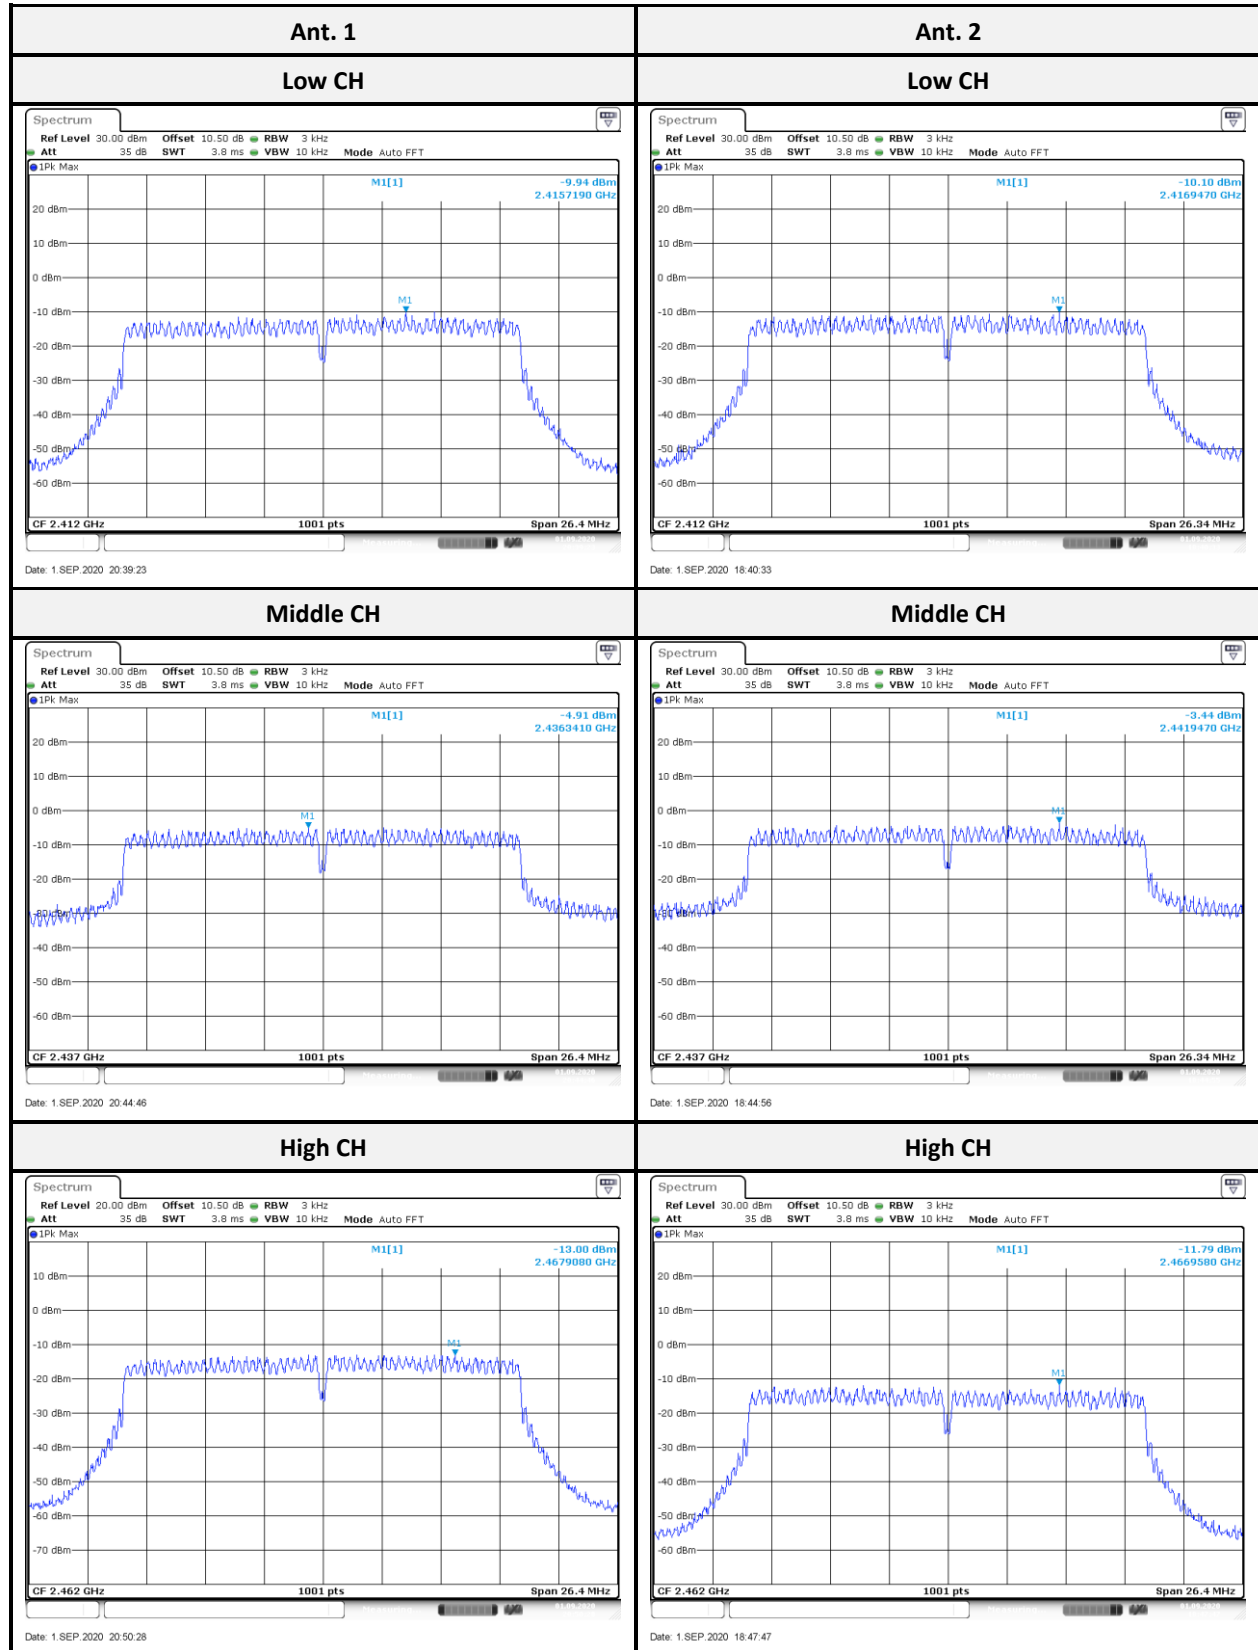 Ant. 1
Ant. 2
Low CH
Low CH
Spectrum
Ref Level 30.00 dBm Offset 10.50 dB RBW 3 kHz
Att 35 dB SWT 3.8 ms VBW 10 kHz Mode Auto FFT
1Pk Max
M1[1] -9.94 dBm
2.4157190 GHz
20 dBm
10 dBm
0 dBm
M1
-10 dBm
-20 dBm
-30 dBm
-40 dBm
-50 dBm
-60 dBm
CF 2.412 GHz 1001 pts Span 26.4 MHz
Date: 1.SEP.2020 20:39:23
Spectrum
Ref Level 30.00 dBm Offset 10.50 dB RBW 3 kHz
Att 35 dB SWT 3.8 ms VBW 10 kHz Mode Auto FFT
1Pk Max
M1[1] -10.10 dBm
2.4169470 GHz
20 dBm
10 dBm
0 dBm
M1
-10 dBm
-20 dBm
-30 dBm
-40 dBm
-50 dBm
-60 dBm
CF 2.412 GHz 1001 pts Span 26.34 MHz
01.09.2020
Date: 1.SEP.2020 18:40:33
Middle CH
Middle CH
Spectrum
Ref Level 30.00 dBm Offset 10.50 dB RBW 3 kHz
Att 35 dB SWT 3.8 ms VBW 10 kHz Mode Auto FFT
1Pk Max
M1[1] -4.91 dBm
2.4363410 GHz
20 dBm
10 dBm
0 dBm
M1
-10 dBm
-20 dBm
-30 dBm
-40 dBm
-50 dBm
-60 dBm
CF 2.437 GHz 1001 pts Span 26.4 MHz
Date: 1.SEP.2020 20:44:46
Spectrum
Ref Level 30.00 dBm Offset 10.50 dB RBW 3 kHz
Att 35 dB SWT 3.8 ms VBW 10 kHz Mode Auto FFT
1Pk Max
M1[1] -3.44 dBm
2.4419470 GHz
20 dBm
10 dBm
0 dBm
M1
-10 dBm
-20 dBm
-30 dBm
-40 dBm
-50 dBm
-60 dBm
CF 2.437 GHz 1001 pts Span 26.34 MHz
Date: 1.SEP.2020 18:44:56
High CH
High CH
Spectrum
Ref Level 20.00 dBm Offset 10.50 dB RBW 3 kHz
Att 35 dB SWT 3.8 ms VBW 10 kHz Mode Auto FFT
1Pk Max
M1[1] -13.00 dBm
2.4679080 GHz
10 dBm
0 dBm
-10 dBm
M1
-20 dBm
-30 dBm
-40 dBm
-50 dBm
-60 dBm
-70 dBm
CF 2.462 GHz 1001 pts Span 26.4 MHz
Date: 1.SEP.2020 20:50:28
Spectrum
Ref Level 30.00 dBm Offset 10.50 dB RBW 3 kHz
Att 35 dB SWT 3.8 ms VBW 10 kHz Mode Auto FFT
1Pk Max
M1[1] -11.79 dBm
2.4669580 GHz
20 dBm
10 dBm
0 dBm
M1
-10 dBm
-20 dBm
-30 dBm
-40 dBm
-50 dBm
-60 dBm
CF 2.462 GHz 1001 pts Span 26.4 MHz
Date: 1.SEP.2020 18:47:47